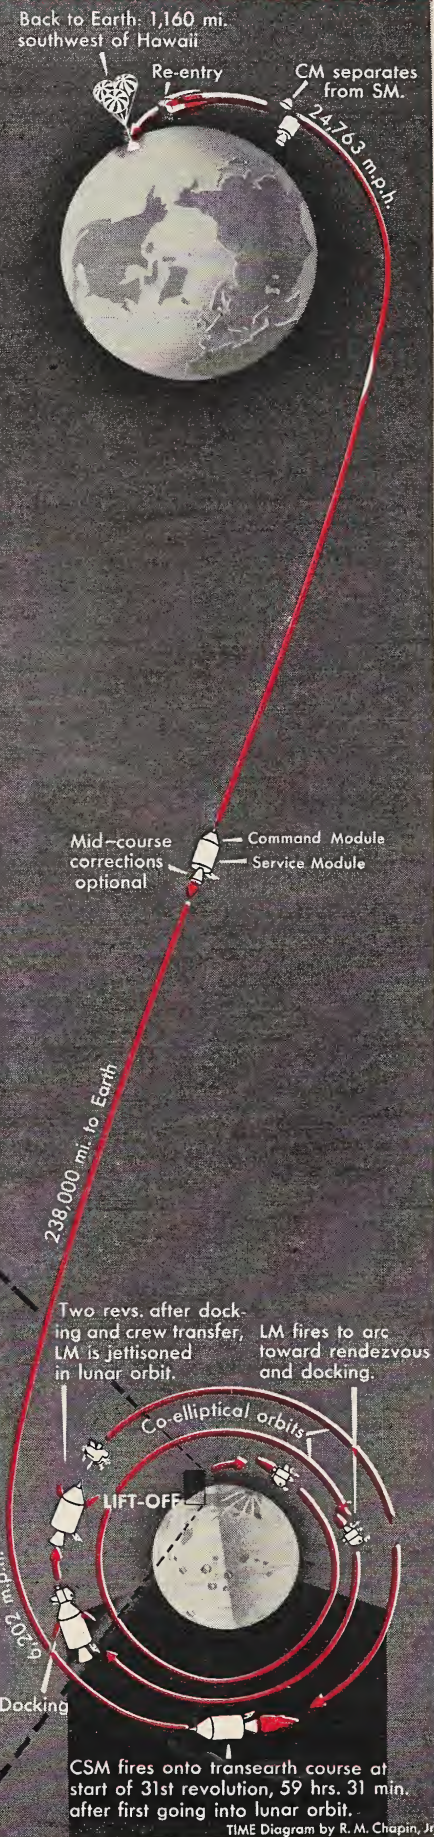 Back to Earth: 1,160 mi.
southwest of Hawaii
Re-entry
CM separates
from SM.
24,763 m.p.h.
Mid-course
corrections
optional
Command Module
Service Module
238,000 mi. to Earth
Two revs. after dock-
ing and crew transfer,
LM is jettisoned
in lunar orbit.
LM fires to arc
toward rendezvous
and docking.
Co-elliptical orbits
LIFT-OFF
6,202 m.p.h.
Docking
CSM fires onto transearth course at
start of 31st revolution, 59 hrs. 31 min.
after first going into lunar orbit.
TIME Diagram by R. M. Chapin, Jr